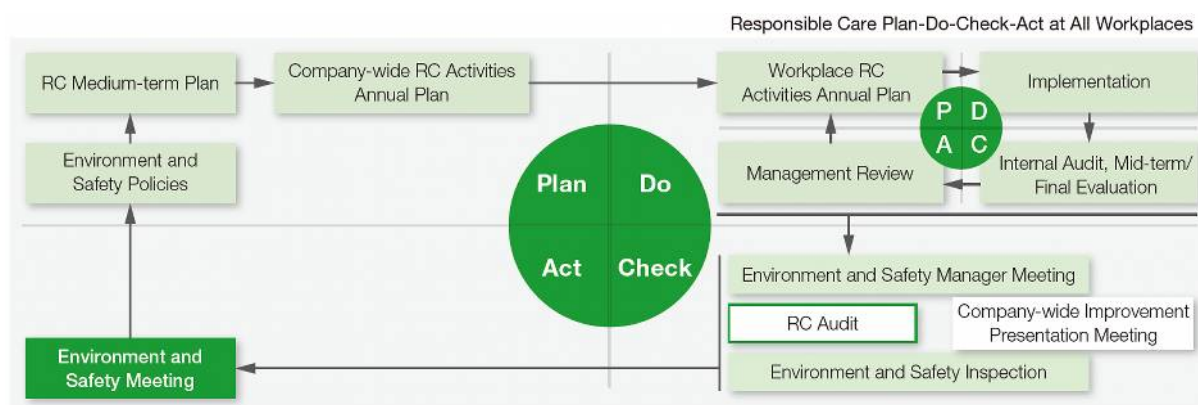 Responsible Care Plan-Do-Check-Act at All Workplaces
RC Medium-term Plan
Company-wide RC Activities
Annual Plan
Workplace RC
Activities Annual Plan
Implementation
P D
A C
Environment and
Safety Policies
Management Review
Internal Audit, Mid-term/
Final Evaluation
Plan Do
Act Check
Environment and Safety Manager Meeting
RC Audit
Company-wide Improvement
Presentation Meeting
Environment and Safety Inspection
Environment and
Safety Meeting